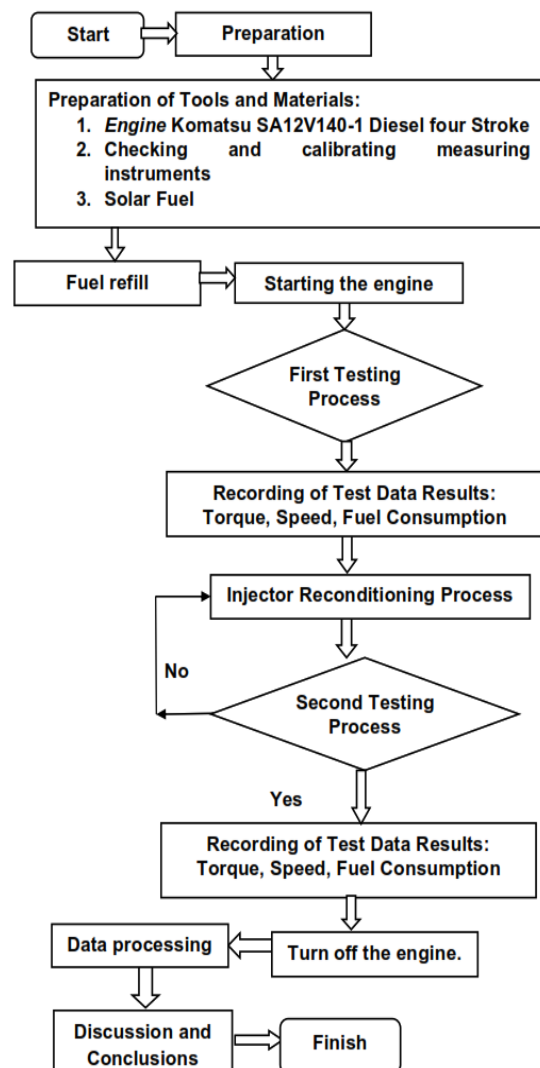 Start
Preparation
Preparation of Tools and Materials:
1. Engine Komatsu SA12V140-1 Diesel four Stroke
2. Checking and calibrating measuring
instruments
3. Solar Fuel
Fuel refill
Starting the engine
First Testing
Process
Recording of Test Data Results:
Torque, Speed, Fuel Consumption
Injector Reconditioning Process
No
Second Testing
Process
Yes
Recording of Test Data Results:
Torque, Speed, Fuel Consumption
Data processing
Turn off the engine.
Discussion and
Conclusions
Finish